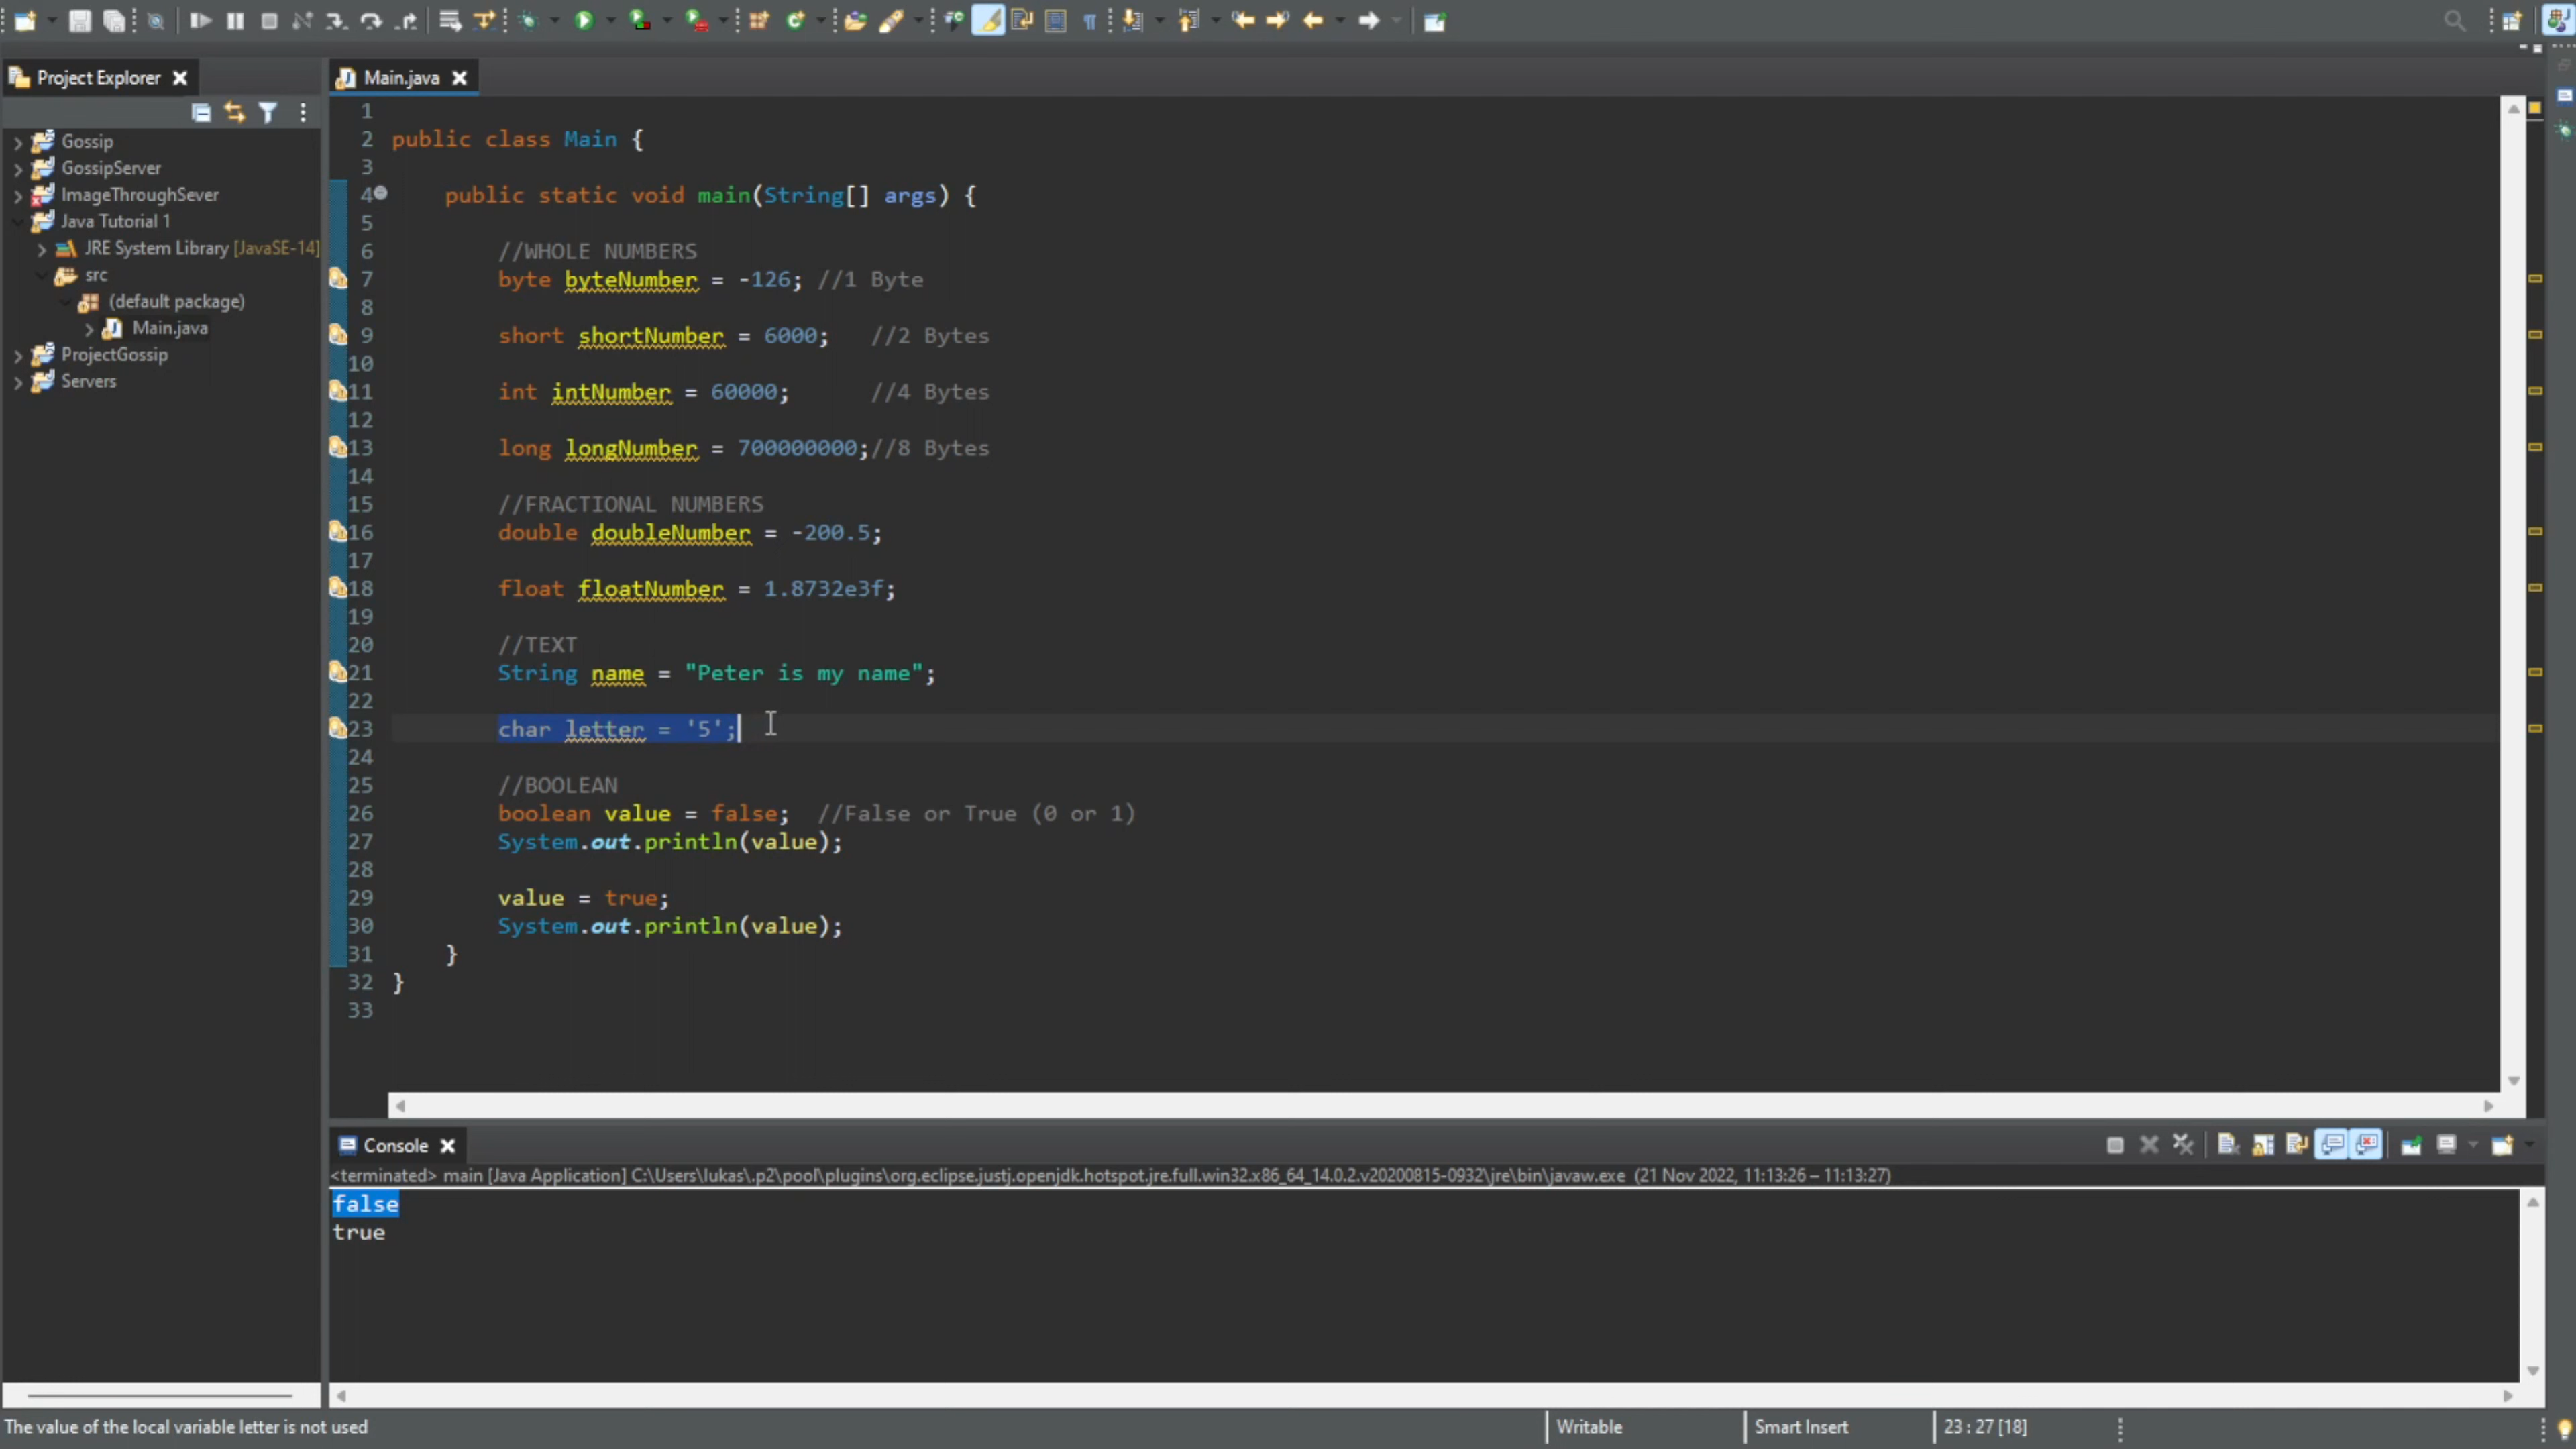 Project Explorer
Main.java
Gossip
GossipServer
ImageThroughSever
Java Tutorial 1
JRE System Library [JavaSE-14]
src
(default package)
Main.java
ProjectGossip
Servers
1
2 public class Main {
3
4 public static void main(String[] args) {
5
6 //WHOLE NUMBERS
7 byte byteNumber = -126; //1 Byte
8
9 short shortNumber = 6000; //2 Bytes
10
11 int intNumber = 60000; //4 Bytes
12
13 long longNumber = 700000000;//8 Bytes
14
15 //FRACTIONAL NUMBERS
16 double doubleNumber = -200.5;
17
18 float floatNumber = 1.8732e3f;
19
20 //TEXT
21 String name = "Peter is my name";
22
23 char letter = '5';
24
25 //BOOLEAN
26 boolean value = false; //False or True (0 or 1)
27 System.out.println(value);
28
29 value = true;
30 System.out.println(value);
31 }
32 }
33
Console
<terminated> main [Java Application] C:\Users\lukas\.p2\pool\plugins\org.eclipse.justj.openjdk.hotspot.jre.full.win32.x86_64_14.0.2.v20200815-0932\jre\bin\javaw.exe (21 Nov 2022, 11:13:26 – 11:13:27)
false
true
The value of the local variable letter is not used
Writable
Smart Insert
23 : 27 [18]